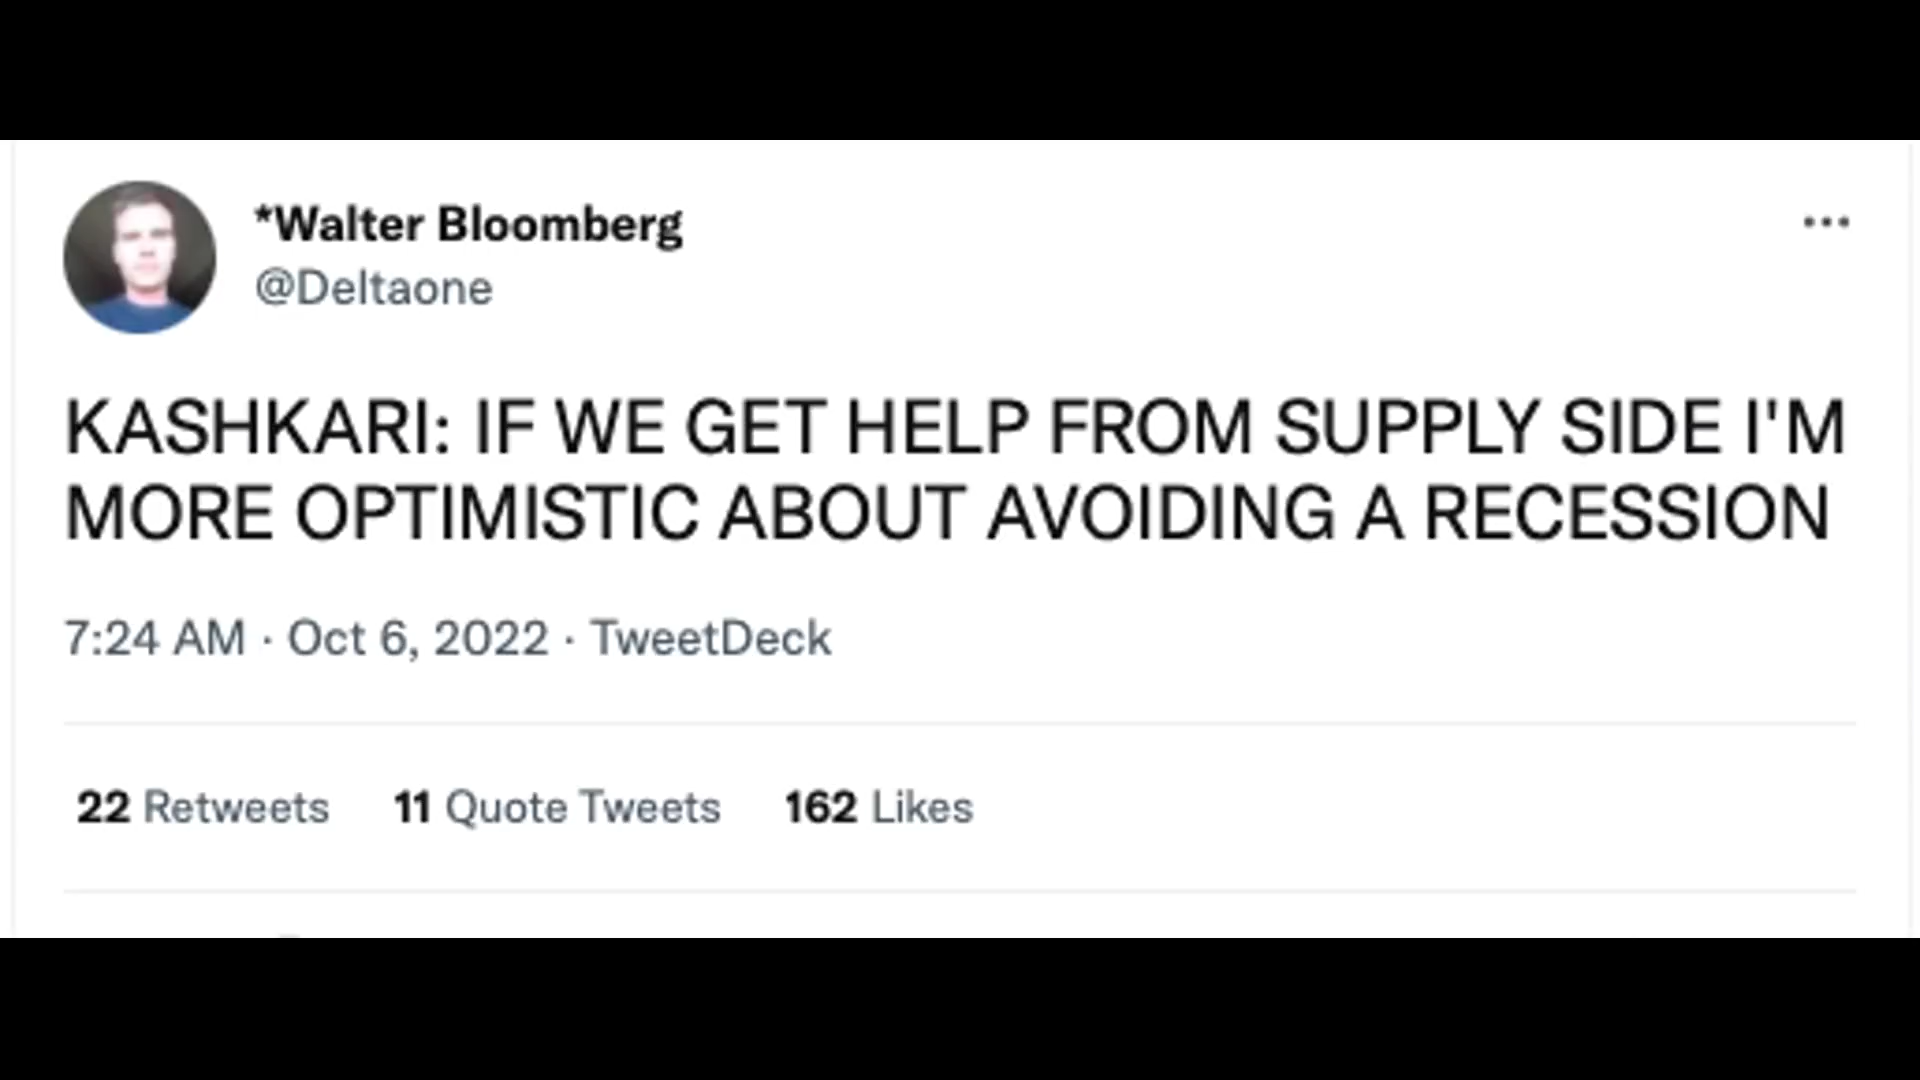 *Walter Bloomberg
@Deltaone
KASHKARI: IF WE GET HELP FROM SUPPLY SIDE I'M
MORE OPTIMISTIC ABOUT AVOIDING A RECESSION
7:24 AM · Oct 6, 2022 · TweetDeck
22 Retweets 11 Quote Tweets 162 Likes